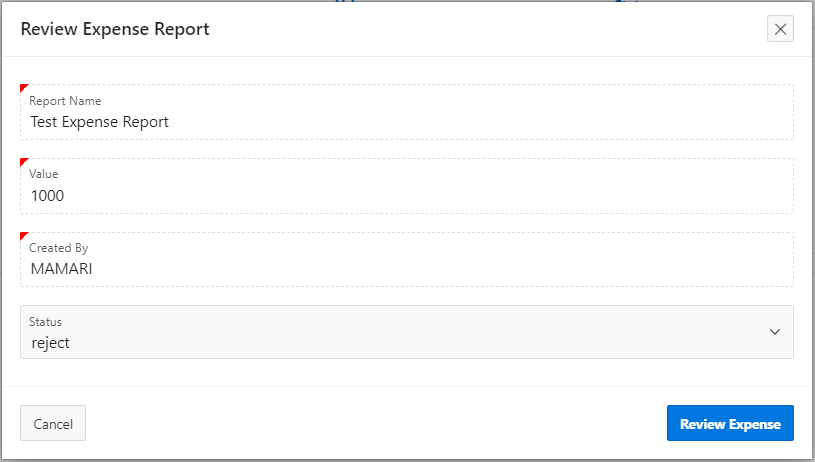 Review Expense Report
Report Name
Test Expense Report
Value
1000
Created By
MAMARI
Status
reject
Cancel
Review Expense